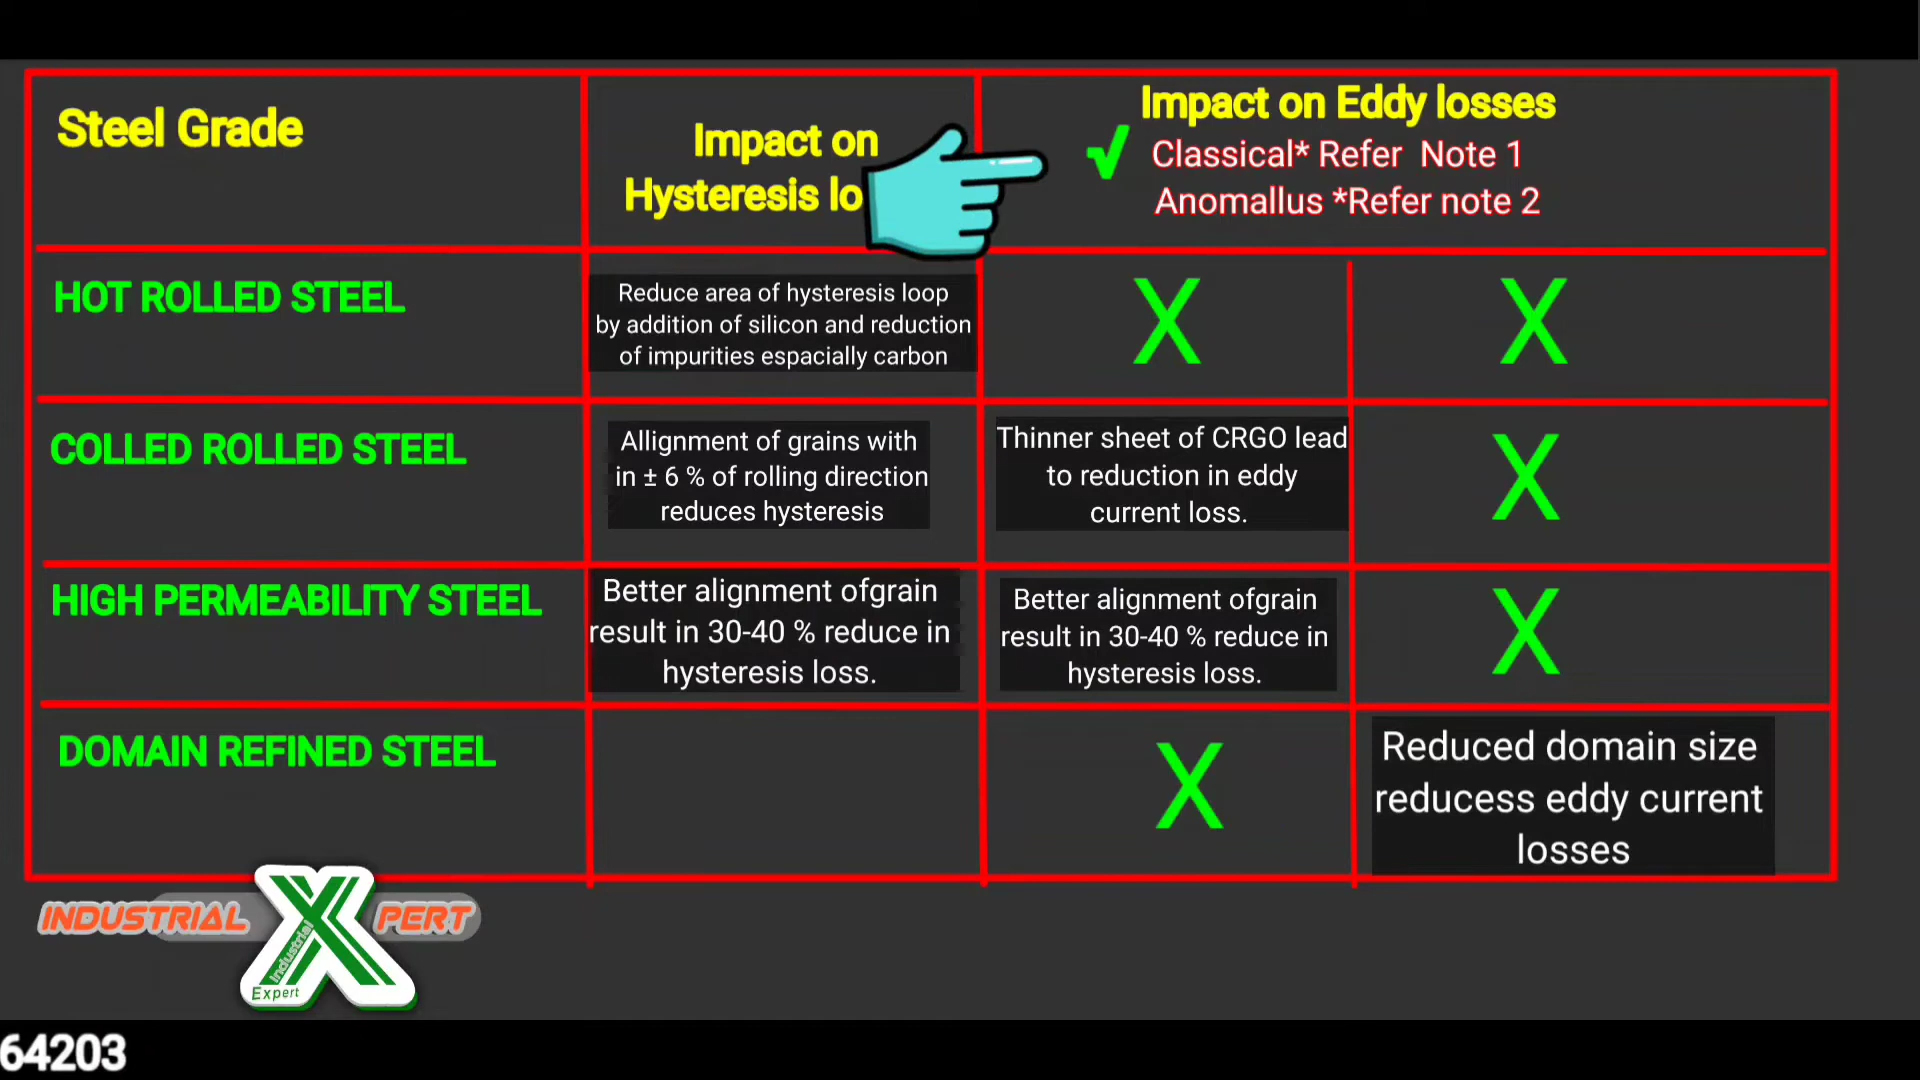 Steel Grade
Impact on
Hysteresis lo
Impact on Eddy losses
Classical* Refer Note 1
Anomallus *Refer note 2
HOT ROLLED STEEL
Reduce area of hysteresis loop
by addition of silicon and reduction
of impurities espacially carbon
X
X
COLLED ROLLED STEEL
Allignment of grains with
in ± 6 % of rolling direction
reduces hysteresis
Thinner sheet of CRGO lead
to reduction in eddy
current loss.
X
HIGH PERMEABILITY STEEL
Better alignment ofgrain
result in 30-40 % reduce in
hysteresis loss.
Better alignment ofgrain
result in 30-40 % reduce in
hysteresis loss.
X
DOMAIN REFINED STEEL
X
Reduced domain size
reducess eddy current
losses
INDUSTRIAL X PERT
Industrial
Expert
64203